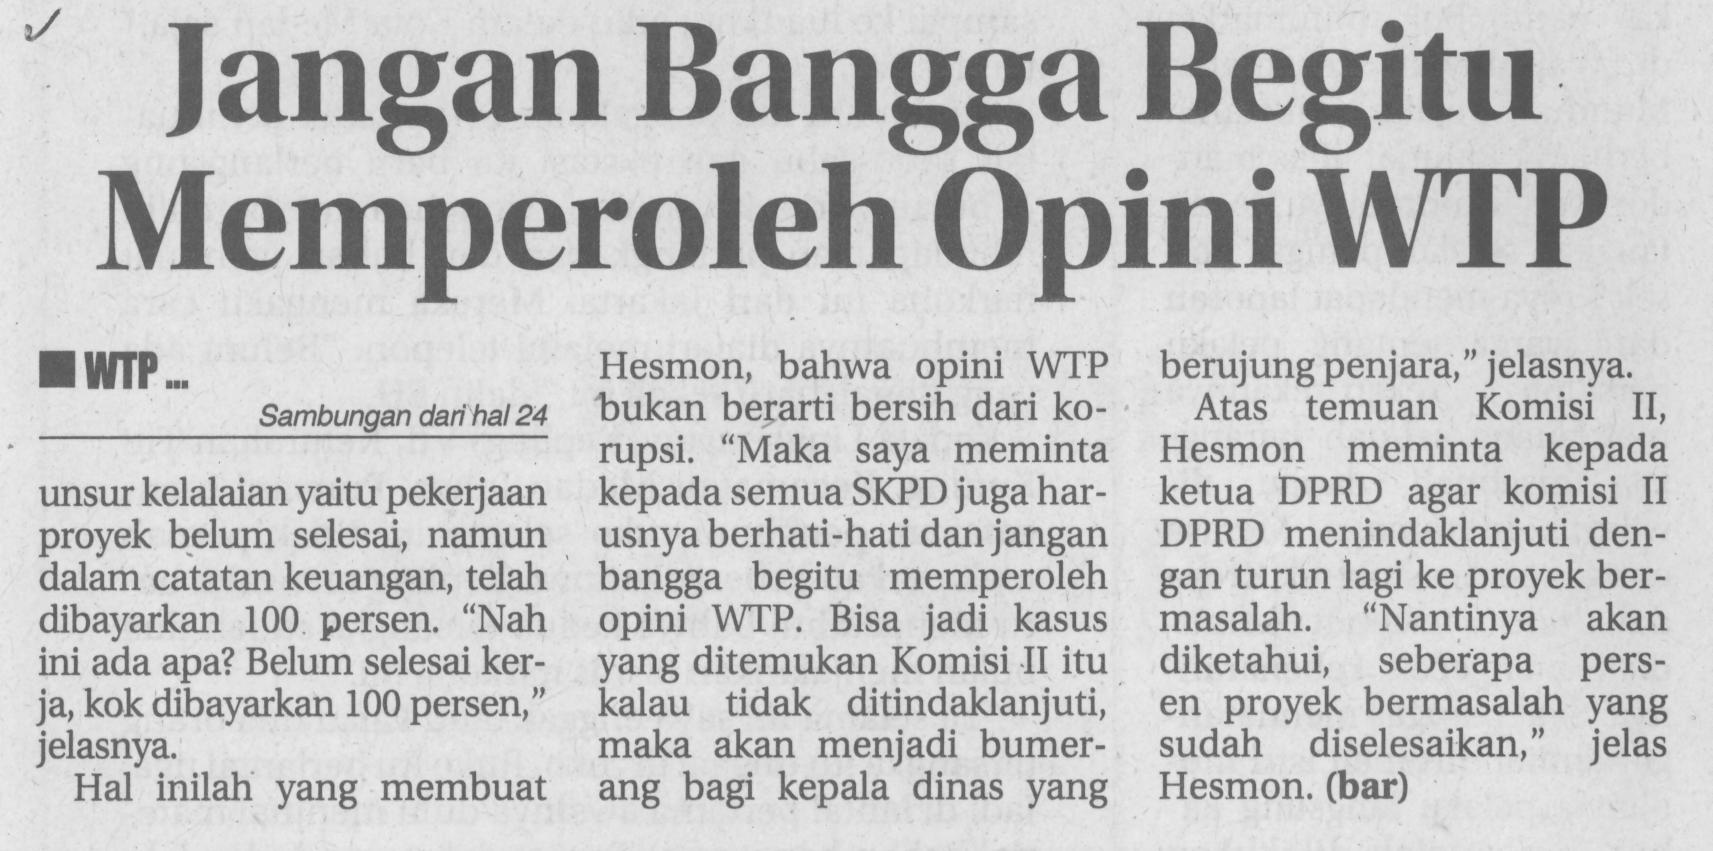 Jangan Bangga Begitu
Memperoleh Opini WTP
■ WTP ...
Sambungan dari hal 24
unsur kelalaian yaitu pekerjaan
proyek belum selesai, namun
dalam catatan keuangan, telah
dibayarkan 100 persen. “Nah
ini ada apa? Belum selesai ker-
ja, kok dibayarkan 100 persen,”
jelasnya.
Hal inilah yang membuat
Hesmon, bahwa opini WTP
bukan berarti bersih dari ko-
rupsi. “Maka saya meminta
kepada semua SKPD juga har-
usnya berhati-hati dan jangan
bangga begitu memperoleh
opini WTP. Bisa jadi kasus
yang ditemukan Komisi II itu
kalau tidak ditindaklanjuti,
maka akan menjadi bumer-
ang bagi kepala dinas yang
berujung penjara,” jelasnya.
Atas temuan Komisi II,
Hesmon meminta kepada
ketua DPRD agar komisi II
DPRD menindaklanjuti den-
gan turun lagi ke proyek ber-
masalah. “Nantinya akan
diketahui, seberapa pers-
en proyek bermasalah yang
sudah diselesaikan,” jelas
Hesmon. (bar)